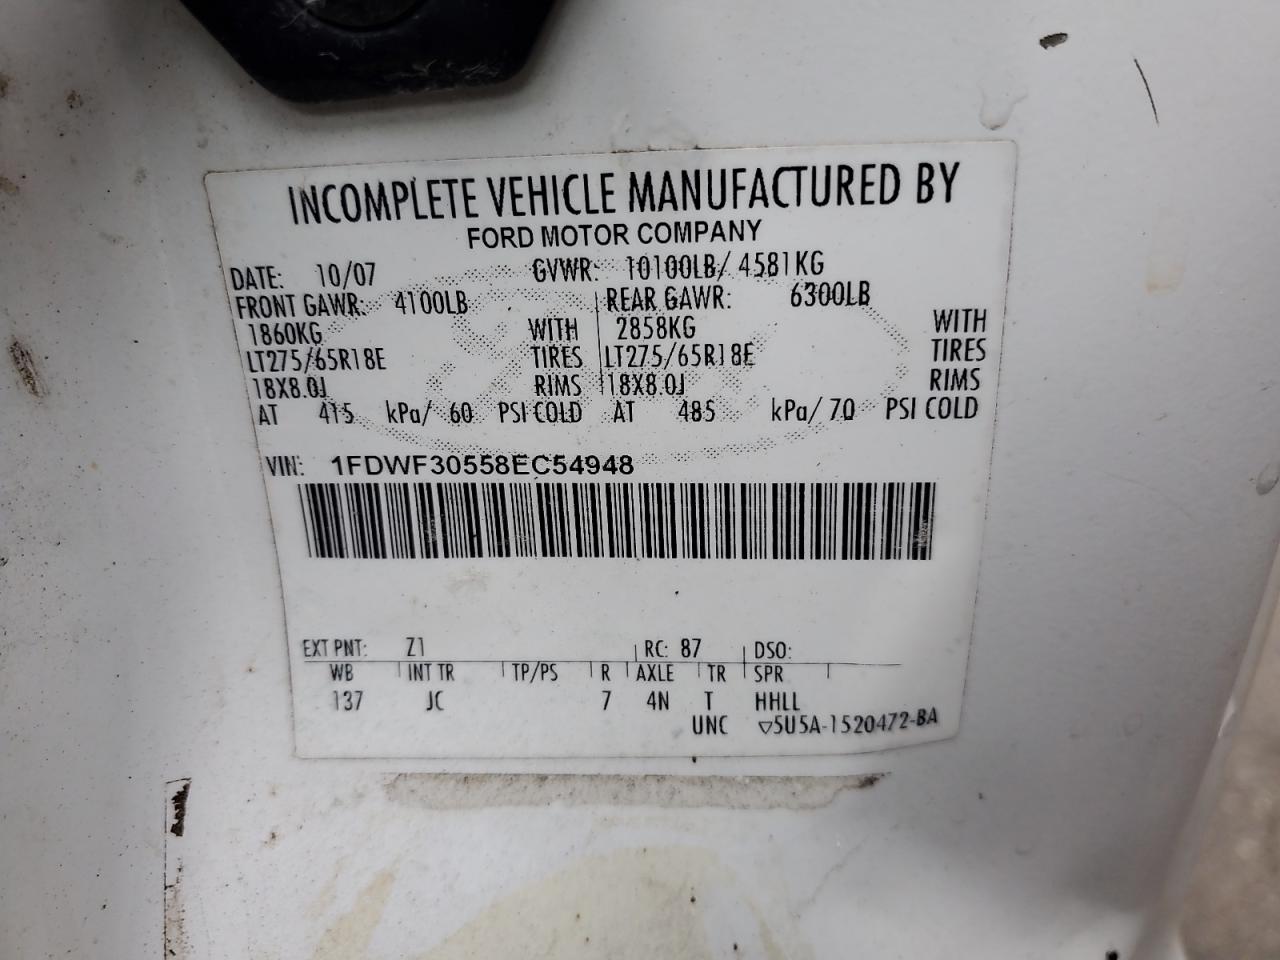 INCOMPLETE VEHICLE MANUFACTURED BY
FORD MOTOR COMPANY
DATE: 10/07 GVWR: 10100LB/ 4581KG
FRONT GAWR: 4100LB REAR GAWR: 6300LB
1860KG WITH 2858KG WITH
LT275/65R18E TIRES LT275/65R18E TIRES
18X8.0J RIMS 18X8.0J RIMS
AT 415 kPa/ 60 PSI COLD AT 485 kPa/ 70 PSI COLD
VIN: 1FDWF30558EC54948
EXT PNT: Z1 RC: 87 DSO:
WB INT TR TP/PS R AXLE TR SPR
137 JC 7 4N T HHLL
UNC ▽5U5A-1520472-BA